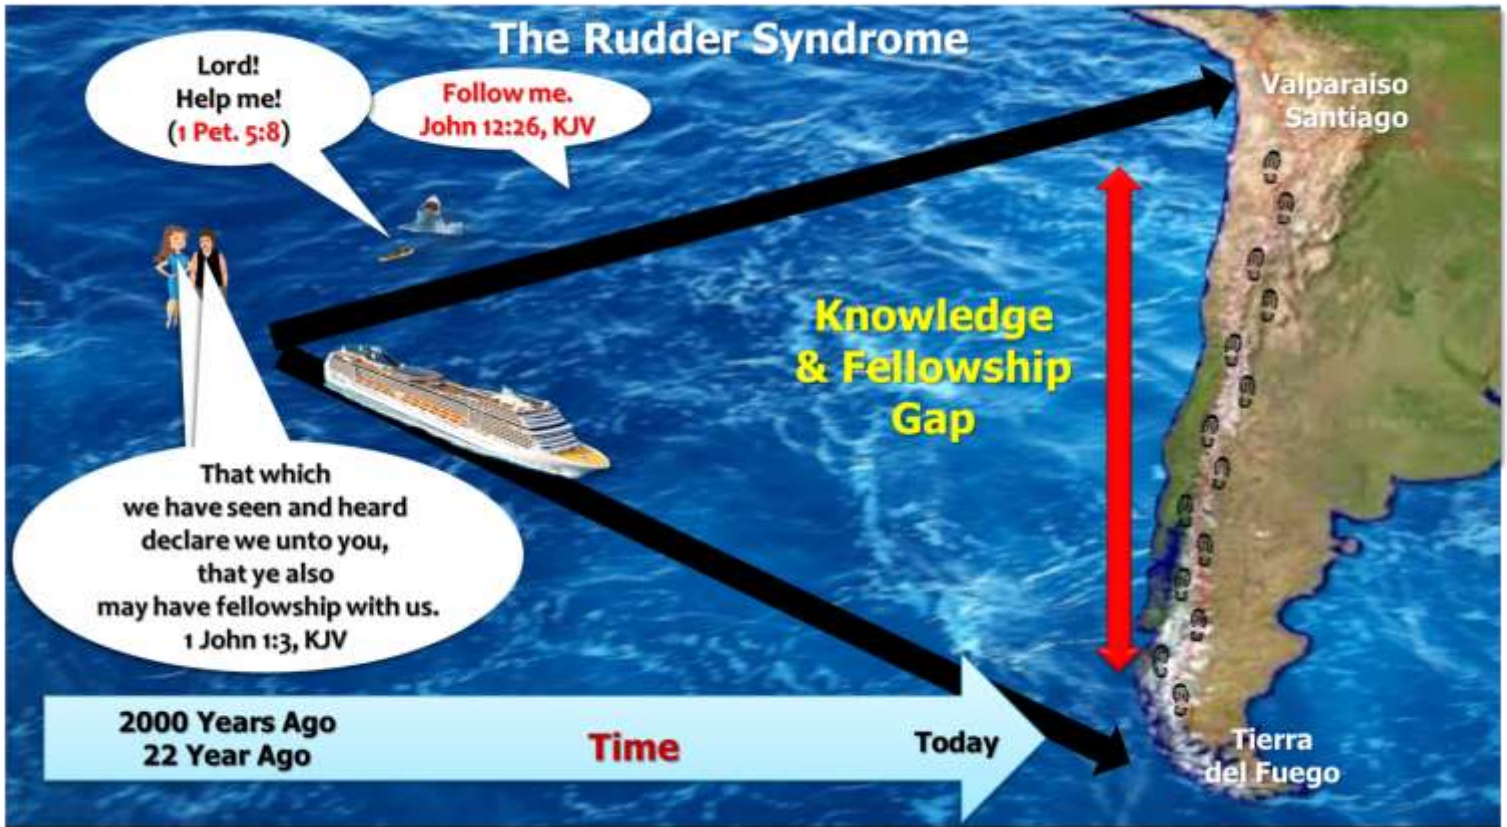 The Rudder Syndrome
Lord!
Help me!
(1 Pet. 5:8)
Follow me.
John 12:26, KJV
Valparaiso
Santiago
Knowledge
& Fellowship
Gap
That which
we have seen and heard
declare we unto you,
that ye also
may have fellowship with us.
1 John 1:3, KJV
2000 Years Ago
22 Year Ago
Time
Today
Tierra
del Fuego